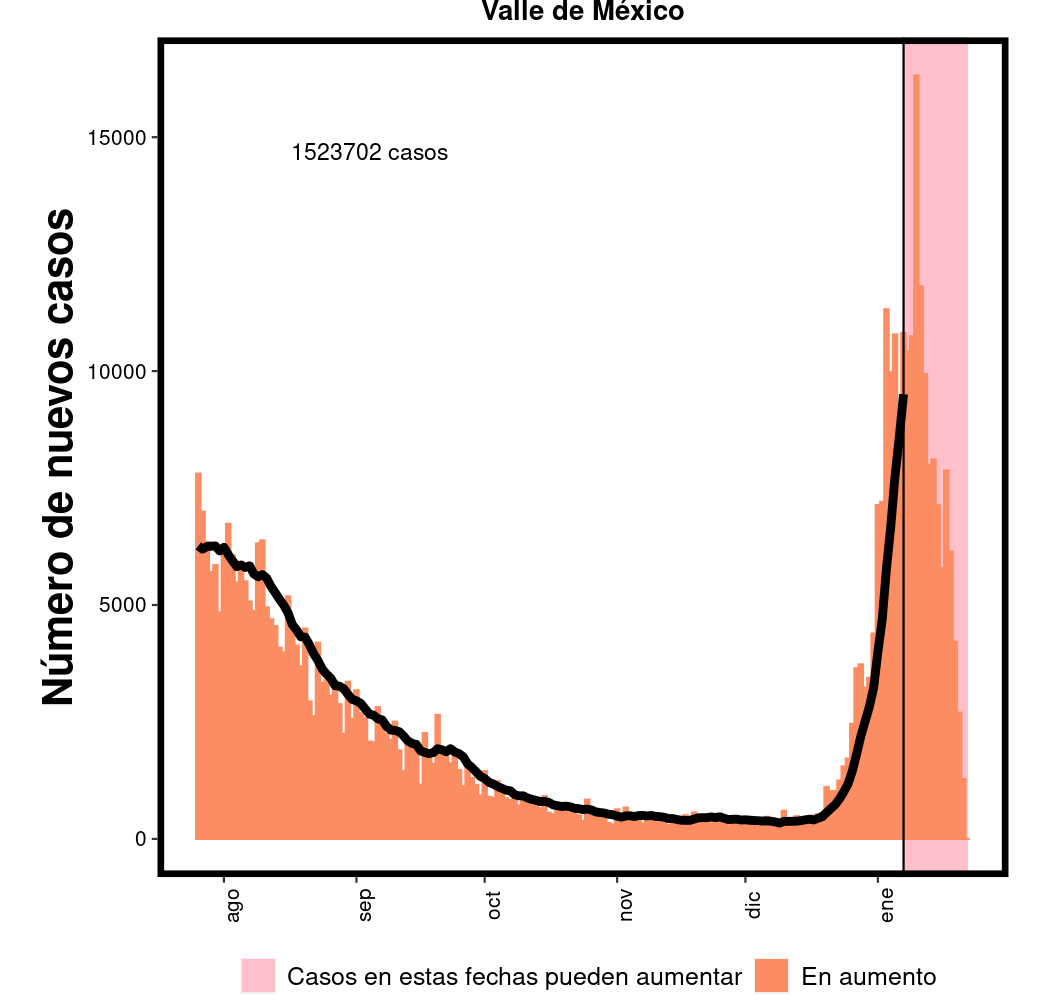 Valle de México
Número de nuevos casos
15000
10000
5000
0
1523702 casos
ago
sep
oct
nov
dic
ene
Casos en estas fechas pueden aumentar
En aumento